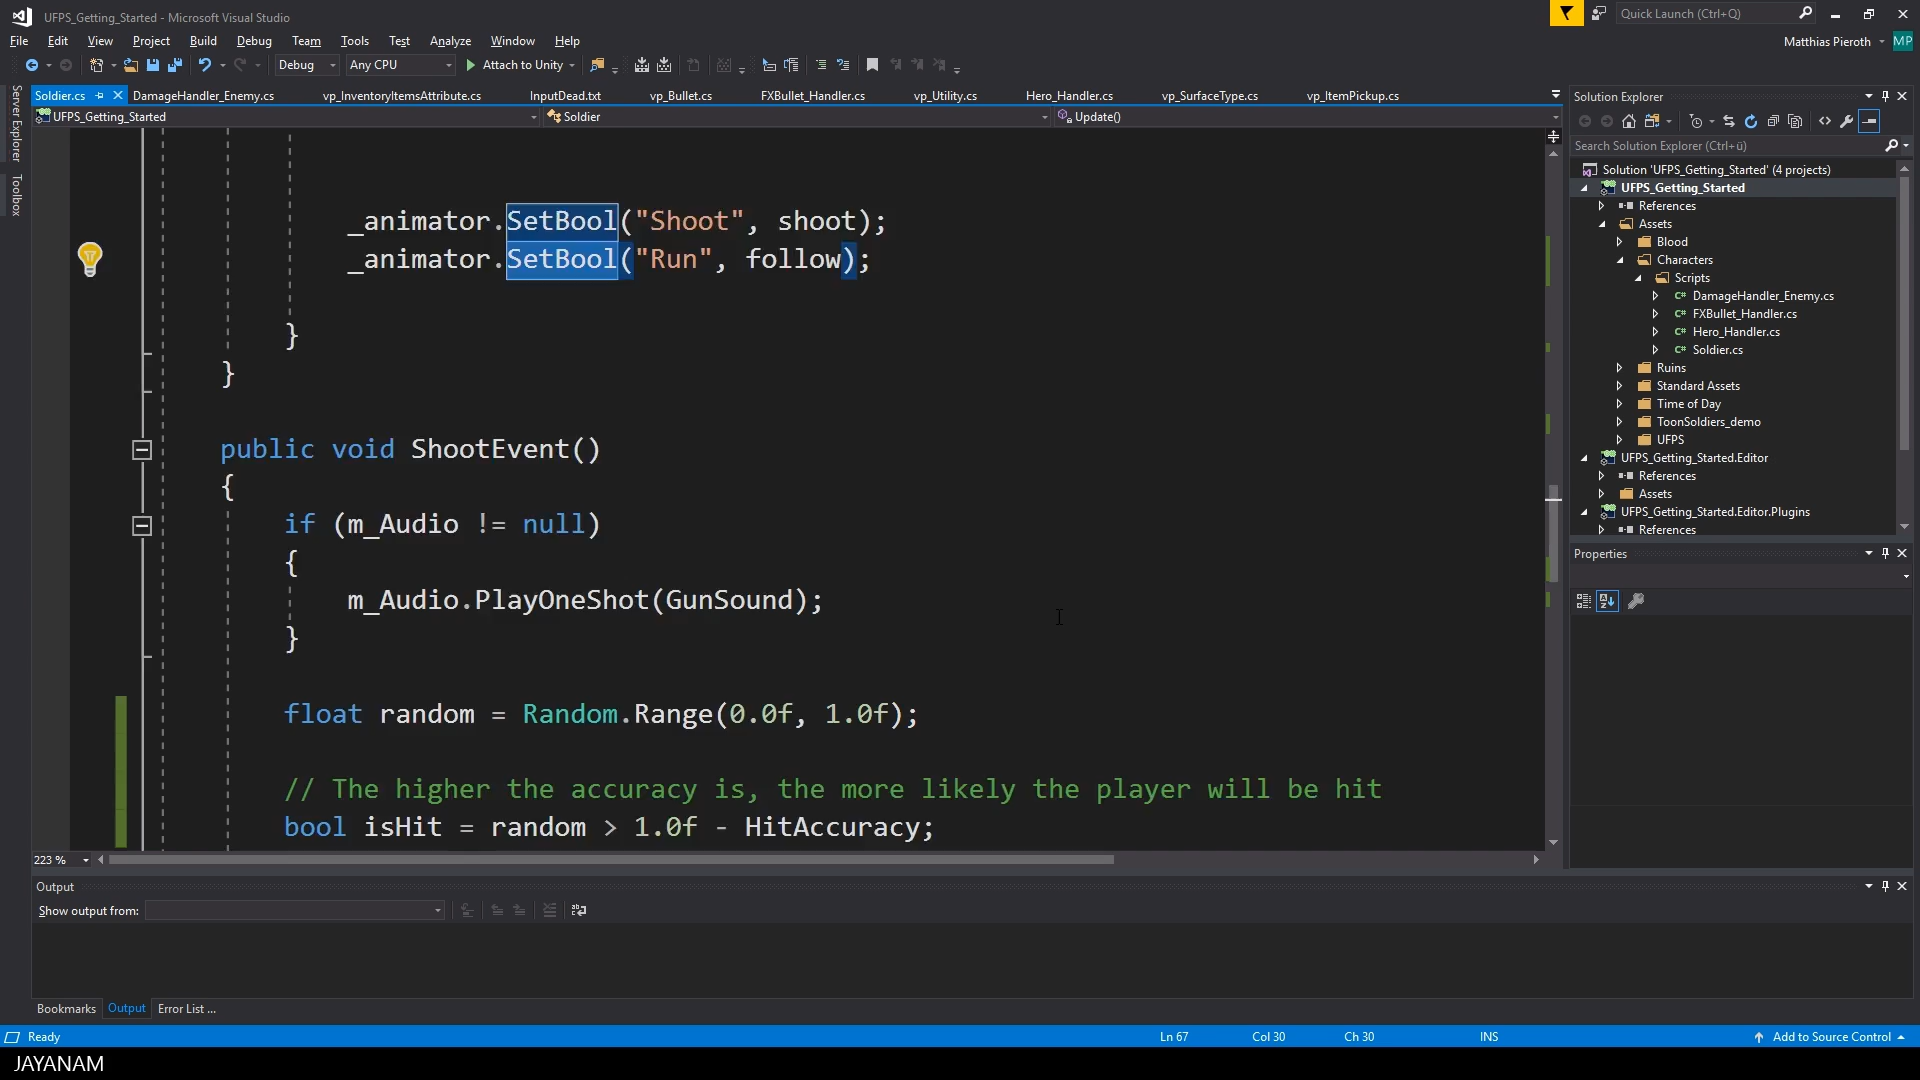 UFPS_Getting_Started - Microsoft Visual Studio
Quick Launch (Ctrl+Q)
File Edit View Project Build Debug Team Tools Test Analyze Window Help
Matthias Pieroth MP
Debug Any CPU Attach to Unity
Soldier.cs DamageHandler_Enemy.cs vp_InventoryItemsAttribute.cs InputDead.txt vp_Bullet.cs FXBullet_Handler.cs vp_Utility.cs Hero_Handler.cs vp_SurfaceType.cs vp_ItemPickup.cs
UFPS_Getting_Started Soldier Update()
Server Explorer
Toolbox
_animator.SetBool("Shoot", shoot);
_animator.SetBool("Run", follow);
}
}
public void ShootEvent()
{
if (m_Audio != null)
{
m_Audio.PlayOneShot(GunSound);
}
float random = Random.Range(0.0f, 1.0f);
// The higher the accuracy is, the more likely the player will be hit
bool isHit = random > 1.0f - HitAccuracy;
223 %
Solution Explorer
Search Solution Explorer (Ctrl+ü)
Solution 'UFPS_Getting_Started' (4 projects)
UFPS_Getting_Started
References
Assets
Blood
Characters
Scripts
C# DamageHandler_Enemy.cs
C# FXBullet_Handler.cs
C# Hero_Handler.cs
C# Soldier.cs
Ruins
Standard Assets
Time of Day
ToonSoldiers_demo
UFPS
UFPS_Getting_Started.Editor
References
Assets
UFPS_Getting_Started.Editor.Plugins
References
Properties
Output
Show output from:
Bookmarks Output Error List ...
Ready Ln 67 Col 30 Ch 30 INS Add to Source Control
JAYANAM